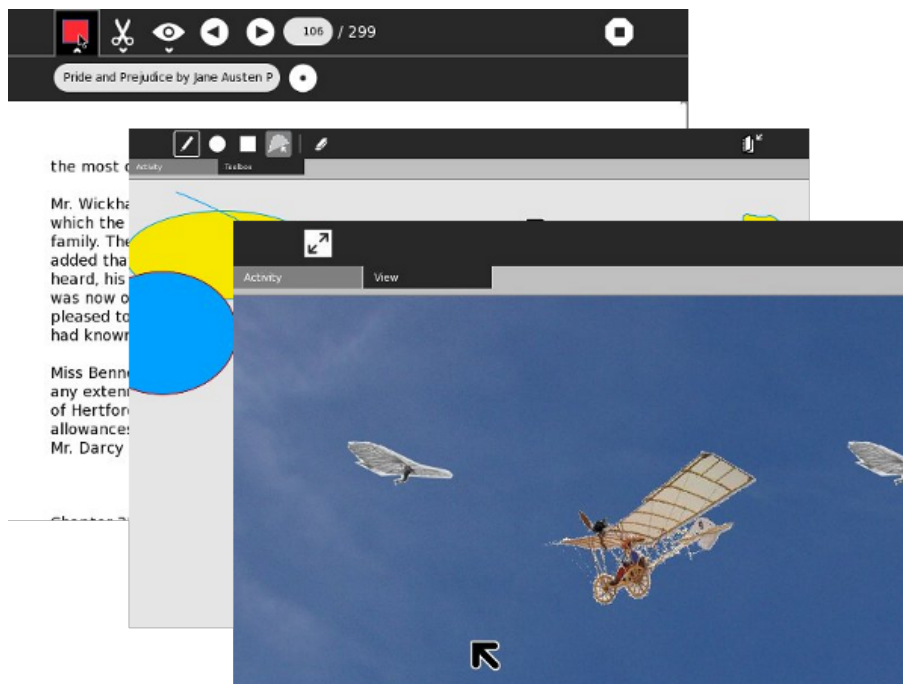 106 / 299
Pride and Prejudice by Jane Austen P
the most
Mr. Wickha
which the
family. The
added tha
heard, his
was now o
pleased to
had known
Miss Benn
any exten
of Hertfor
allowances
Mr. Darcy
Activity Toolbox
Activity View